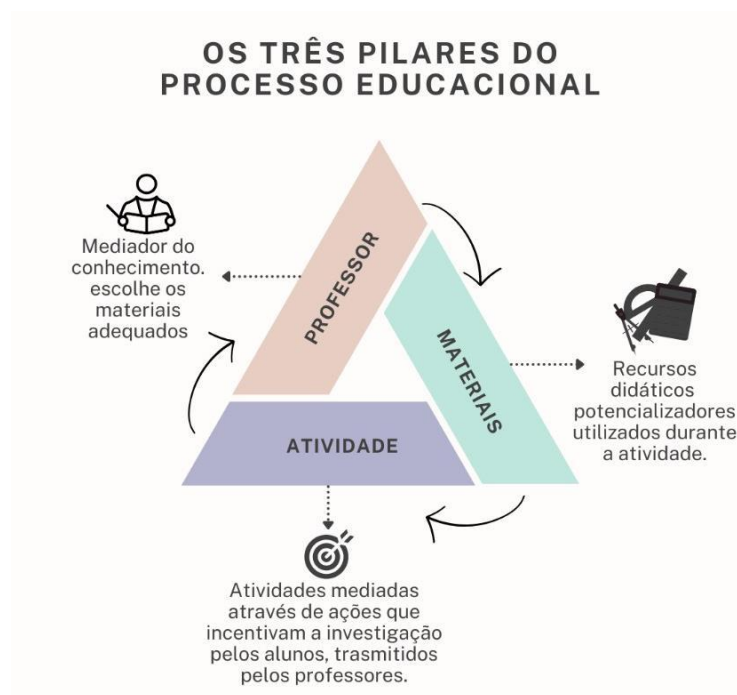 OS TRÊS PILARES DO
PROCESSO EDUCACIONAL
PROFESSOR
Mediador do
conhecimento.
escolhe os
materiais
adequados
MATERIAIS
Recursos
didáticos
potencializadores
utilizados durante
a atividade.
ATIVIDADE
Atividades mediadas
através de ações que
incentivam a investigação
pelos alunos, trasmitidos
pelos professores.